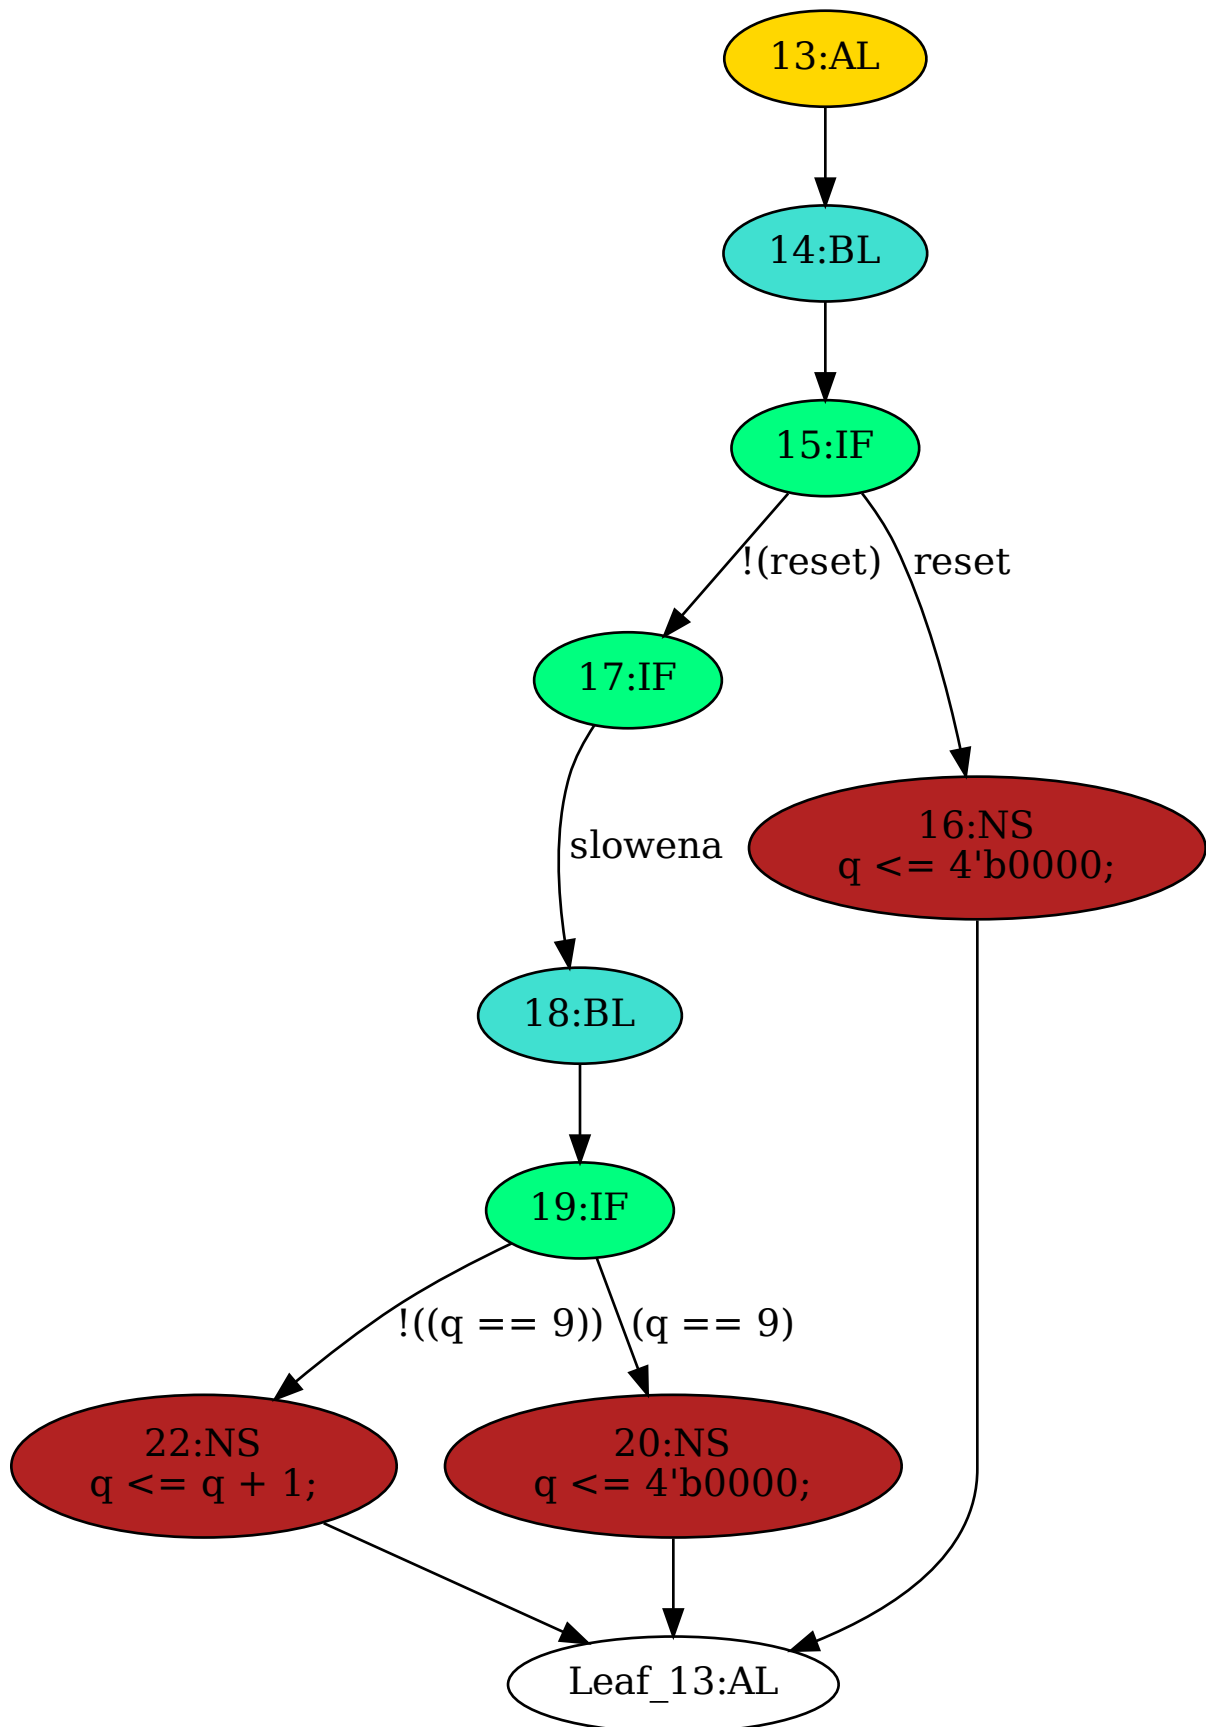 13:AL
14:BL
15:IF
!(reset)
reset
17:IF
16:NS
q <= 4'b0000;
slowena
18:BL
19:IF
!((q == 9))
(q == 9)
22:NS
q <= q + 1;
20:NS
q <= 4'b0000;
Leaf_13:AL